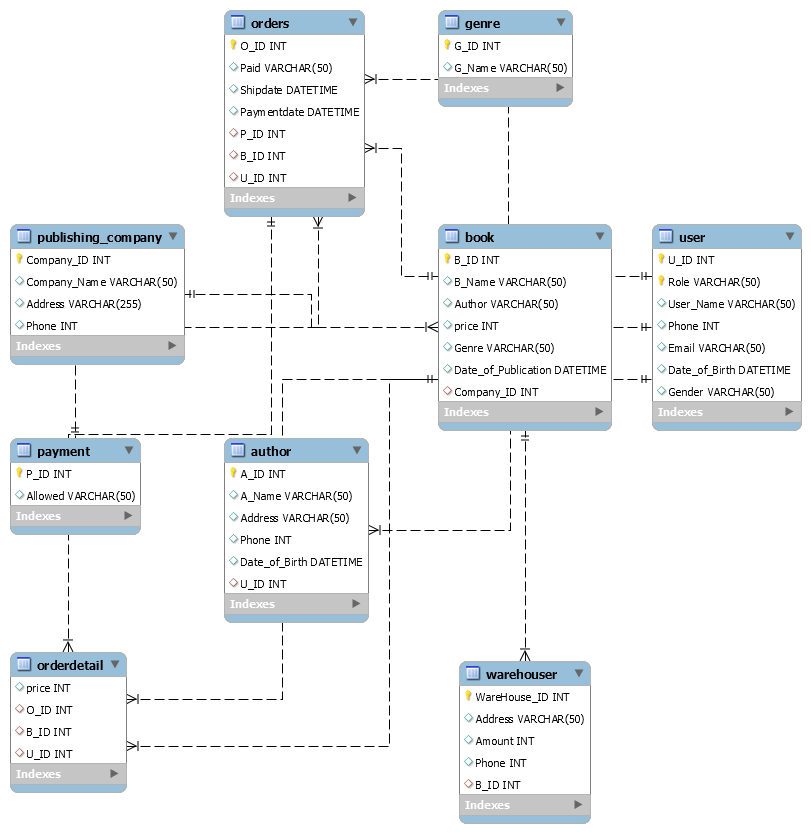 orders
O_ID INT
Paid VARCHAR(50)
Shipdate DATETIME
Paymentdate DATETIME
P_ID INT
B_ID INT
U_ID INT
Indexes
genre
G_ID INT
G_Name VARCHAR(50)
Indexes
publishing_company
Company_ID INT
Company_Name VARCHAR(50)
Address VARCHAR(255)
Phone INT
Indexes
book
B_ID INT
B_Name VARCHAR(50)
Author VARCHAR(50)
price INT
Genre VARCHAR(50)
Date_of_Publication DATETIME
Company_ID INT
Indexes
user
U_ID INT
Role VARCHAR(50)
User_Name VARCHAR(50)
Phone INT
Email VARCHAR(50)
Date_of_Birth DATETIME
Gender VARCHAR(50)
Indexes
payment
P_ID INT
Allowed VARCHAR(50)
Indexes
author
A_ID INT
A_Name VARCHAR(50)
Address VARCHAR(50)
Phone INT
Date_of_Birth DATETIME
U_ID INT
Indexes
orderdetail
price INT
O_ID INT
B_ID INT
U_ID INT
Indexes
warehouser
WareHouse_ID INT
Address VARCHAR(50)
Amount INT
Phone INT
B_ID INT
Indexes